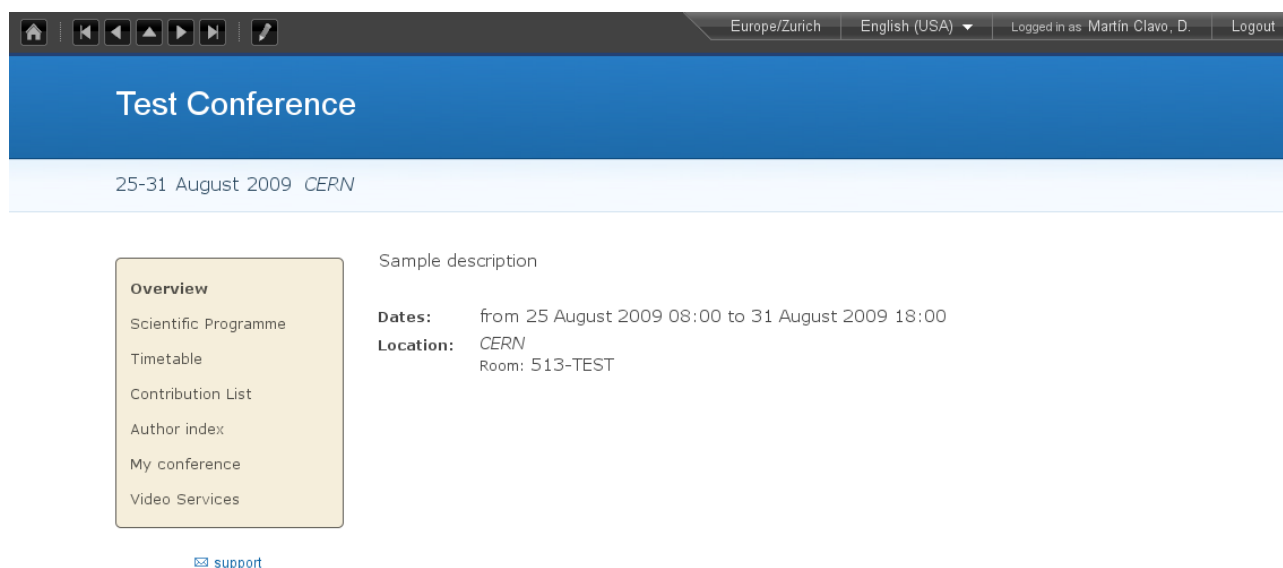 Europe/Zurich English (USA) Logged in as Martín Clavo, D. Logout
Test Conference
25-31 August 2009 CERN
Overview
Scientific Programme
Timetable
Contribution List
Author index
My conference
Video Services
support
Sample description
Dates: from 25 August 2009 08:00 to 31 August 2009 18:00
Location: CERN
Room: 513-TEST